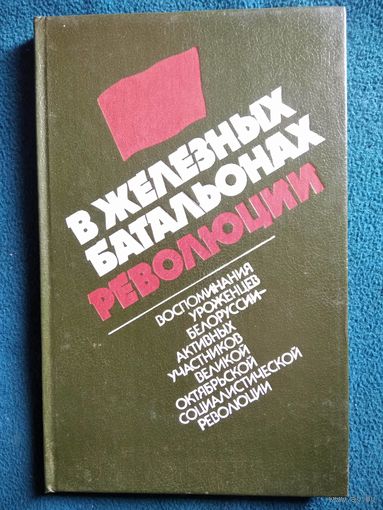 В ЖЕЛЕЗНЫХ
БАТАЛЬОНАХ
РЕВОЛЮЦИИ
ВОСПОМИНАНИЯ
УРОЖЕНЦЕВ
БЕЛОРУССИИ–
АКТИВНЫХ
УЧАСТНИКОВ
ВЕЛИКОЙ
ОКТЯБРЬСКОЙ
СОЦИАЛИСТИЧЕСКОЙ
РЕВОЛЮЦИИ